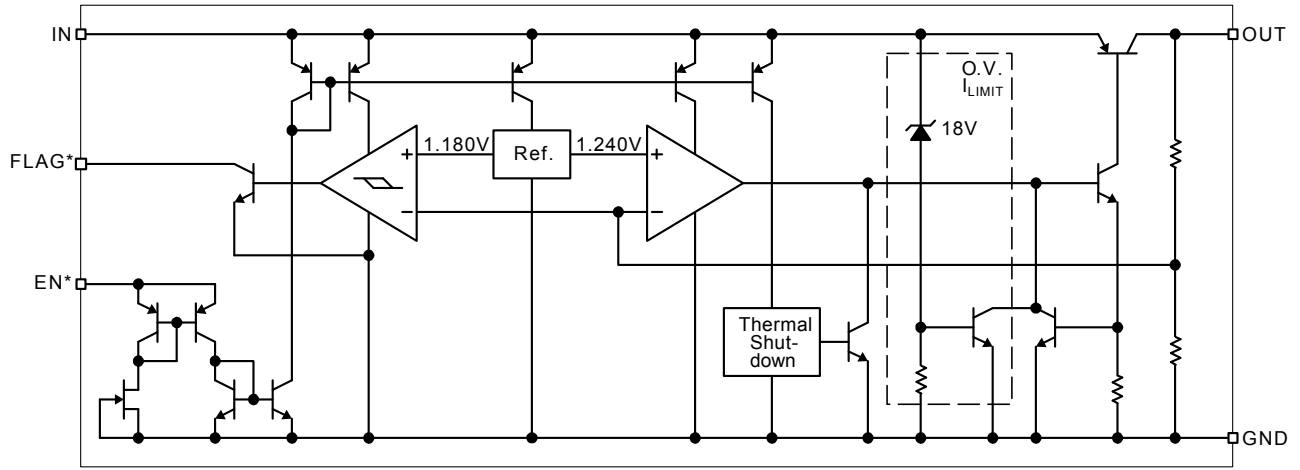 IN
OUT
O.V.
I_LIMIT
18V
FLAG*
+
1.180V
Ref.
1.240V
+
−
−
EN*
Thermal
Shut-
down
GND